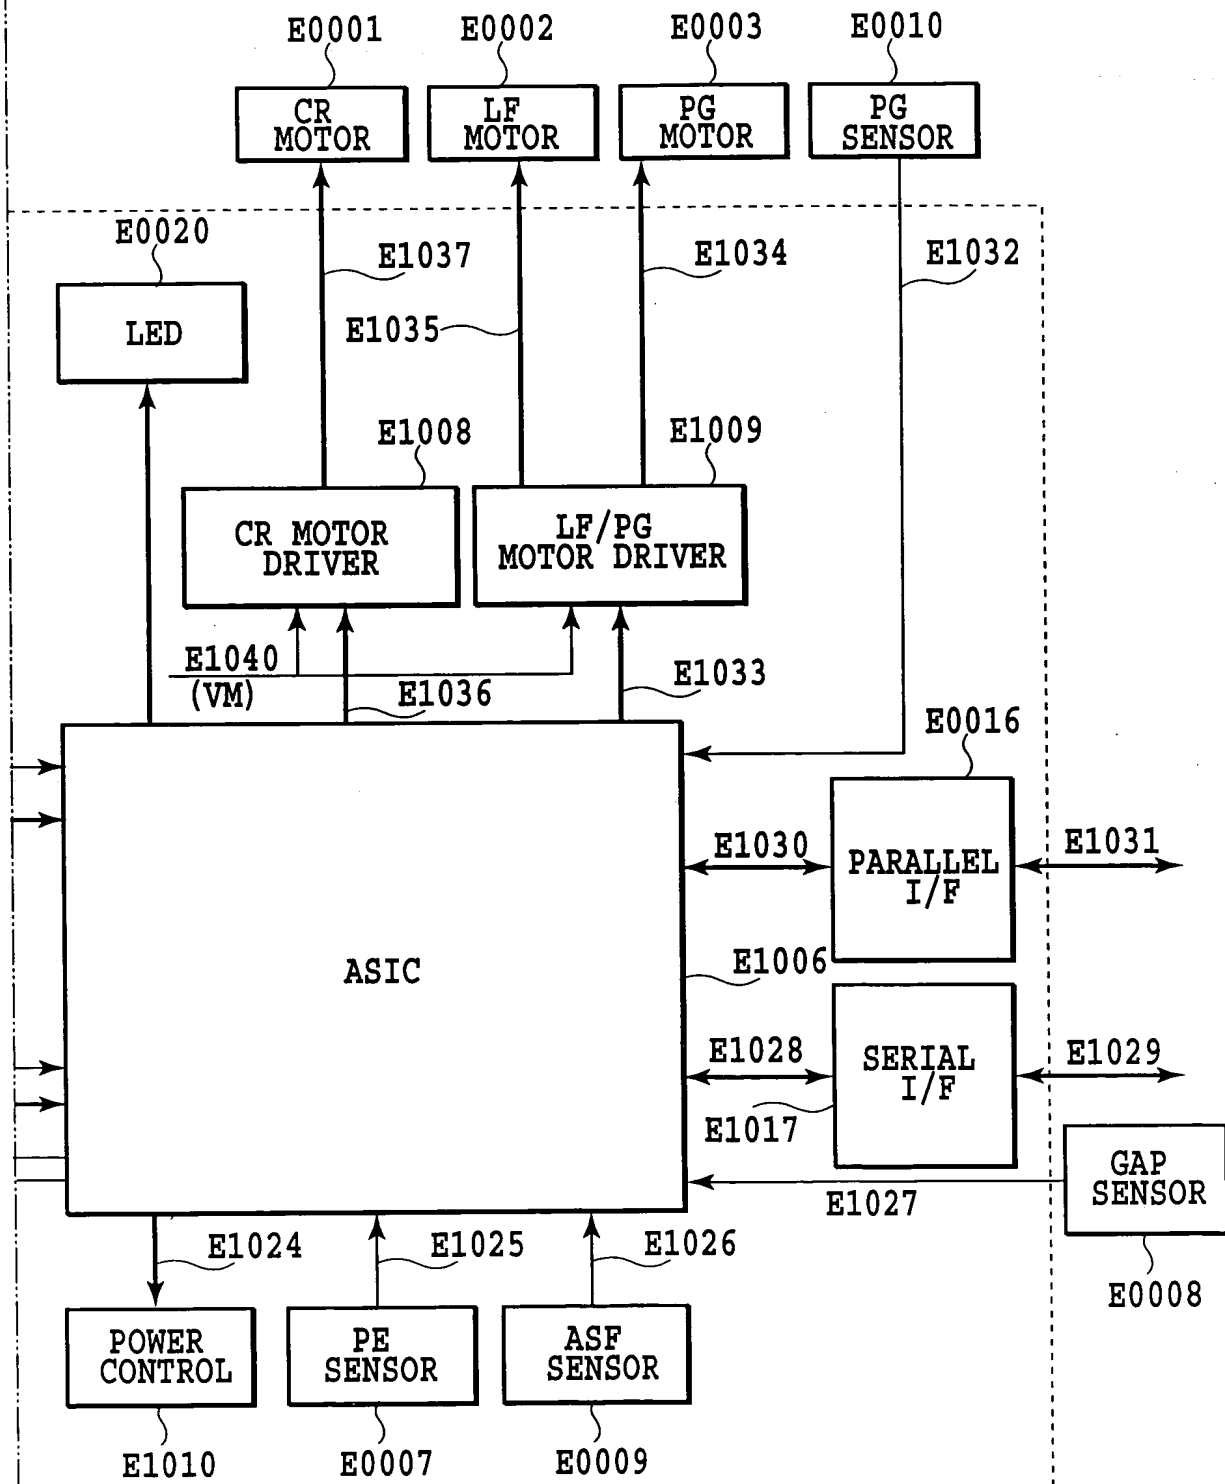 E0001
E0002
E0003
E0010
CR
MOTOR
LF
MOTOR
PG
MOTOR
PG
SENSOR
E0020
E1037
E1034
E1032
LED
E1035
E1008
E1009
CR MOTOR
DRIVER
LF/PG
MOTOR DRIVER
E1040
(VM)
E1036
E1033
E0016
E1030
PARALLEL
I/F
E1031
E1006
ASIC
E1028
SERIAL
I/F
E1029
E1017
GAP
SENSOR
E1027
E1024
E1025
E1026
E0008
POWER
CONTROL
PE
SENSOR
ASF
SENSOR
E1010
E0007
E0009